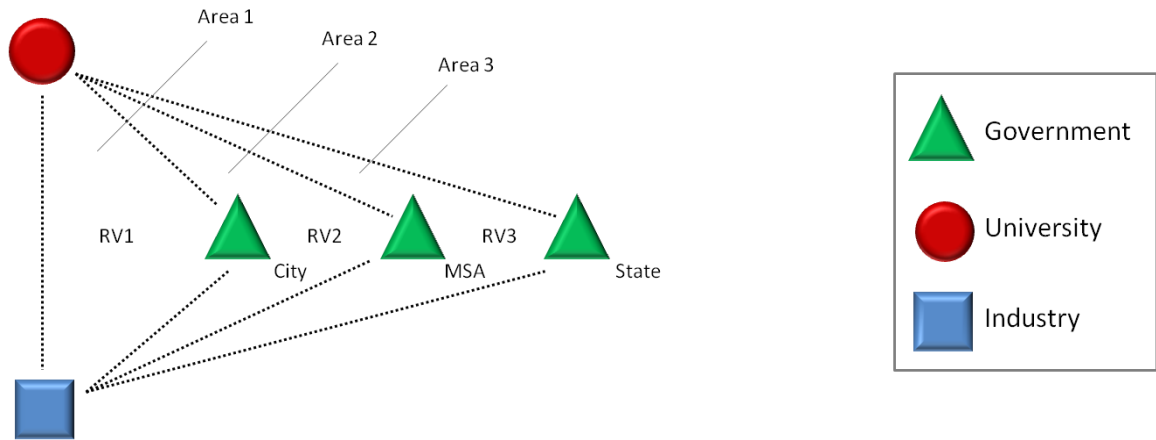 Area 1
Area 2
Area 3
RV1
RV2
RV3
City
MSA
State
Government
University
Industry